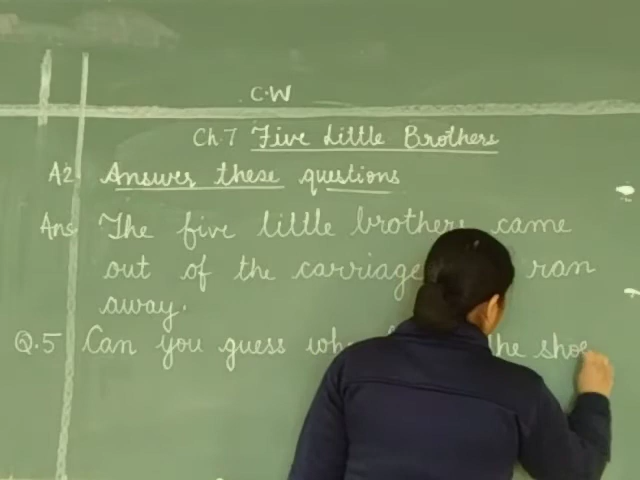 C.W
Ch.7 Five Little Brothers
A2 Answer these questions
Ans The five little brothers came
out of the carriage ran
away.
Q.5 Can you guess the shoe